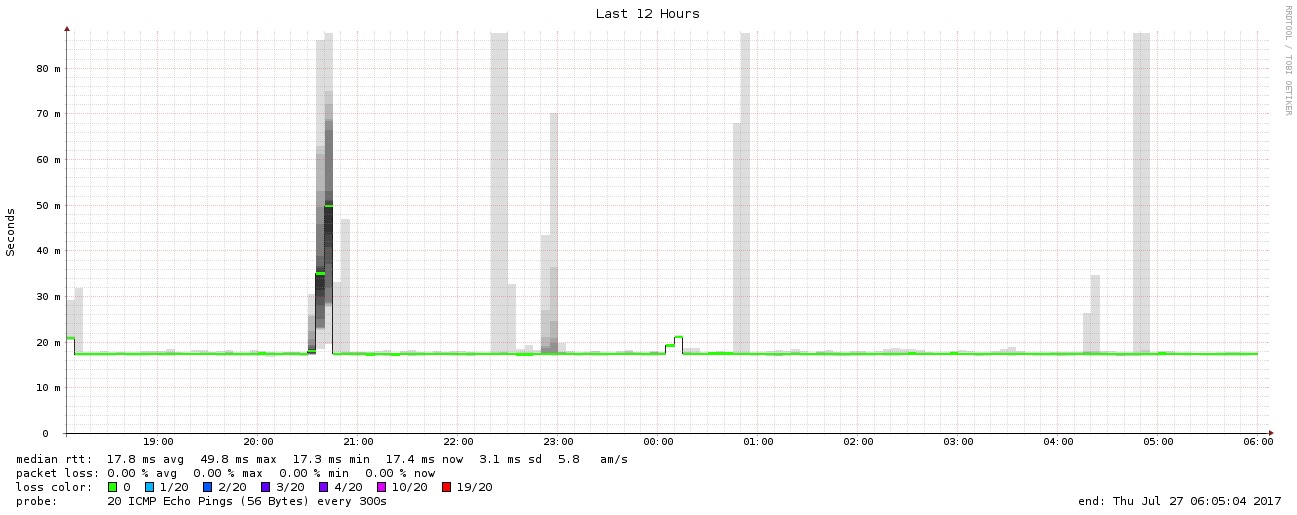 Last 12 Hours
RRDTOOL / TOBI OETIKER
Seconds
80 m
70 m
60 m
50 m
40 m
30 m
20 m
10 m
0
19:00 20:00 21:00 22:00 23:00 00:00 01:00 02:00 03:00 04:00 05:00 06:00
median rtt: 17.8 ms avg 49.8 ms max 17.3 ms min 17.4 ms now 3.1 ms sd 5.8 am/s
packet loss: 0.00 % avg 0.00 % max 0.00 % min 0.00 % now
loss color: 0 1/20 2/20 3/20 4/20 10/20 19/20
probe: 20 ICMP Echo Pings (56 Bytes) every 300s end: Thu Jul 27 06:05:04 2017